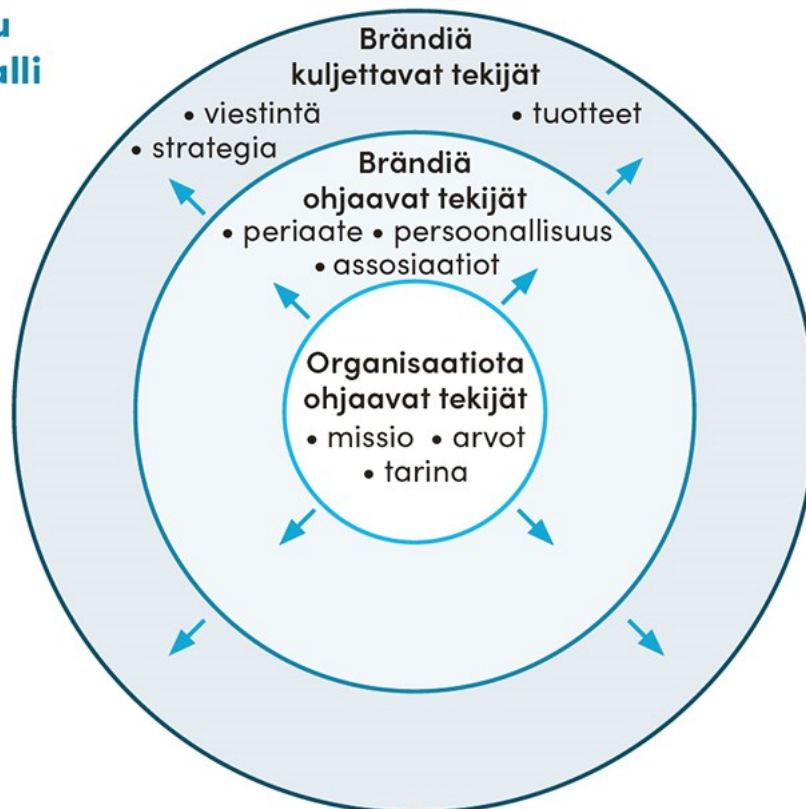 Brändiä
kuljettavat tekijät
• viestintä
• tuotteet
• strategia
Brändiä
ohjaavat tekijät
• periaate • persoonallisuus
• assosiaatiot
Organisaatiota
ohjaavat tekijät
• missio • arvot
• tarina